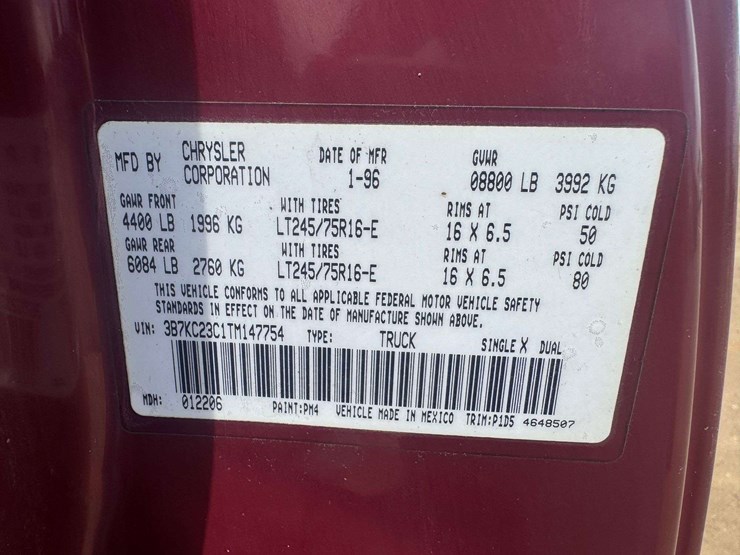 MFD BY CHRYSLER CORPORATION DATE OF MFR 1-96 GVWR 08800 LB 3992 KG
GAWR FRONT WITH TIRES RIMS AT PSI COLD
4400 LB 1996 KG LT245/75R16-E 16 X 6.5 50
GAWR REAR WITH TIRES RIMS AT PSI COLD
6084 LB 2760 KG LT245/75R16-E 16 X 6.5 80
THIS VEHICLE CONFORMS TO ALL APPLICABLE FEDERAL MOTOR VEHICLE SAFETY
STANDARDS IN EFFECT ON THE DATE OF MANUFACTURE SHOWN ABOVE.
VIN: 3B7KC23C1TM147754 TYPE: TRUCK SINGLE X DUAL
MDH: 012206 PAINT:PM4 VEHICLE MADE IN MEXICO TRIM:P1D5 4648507